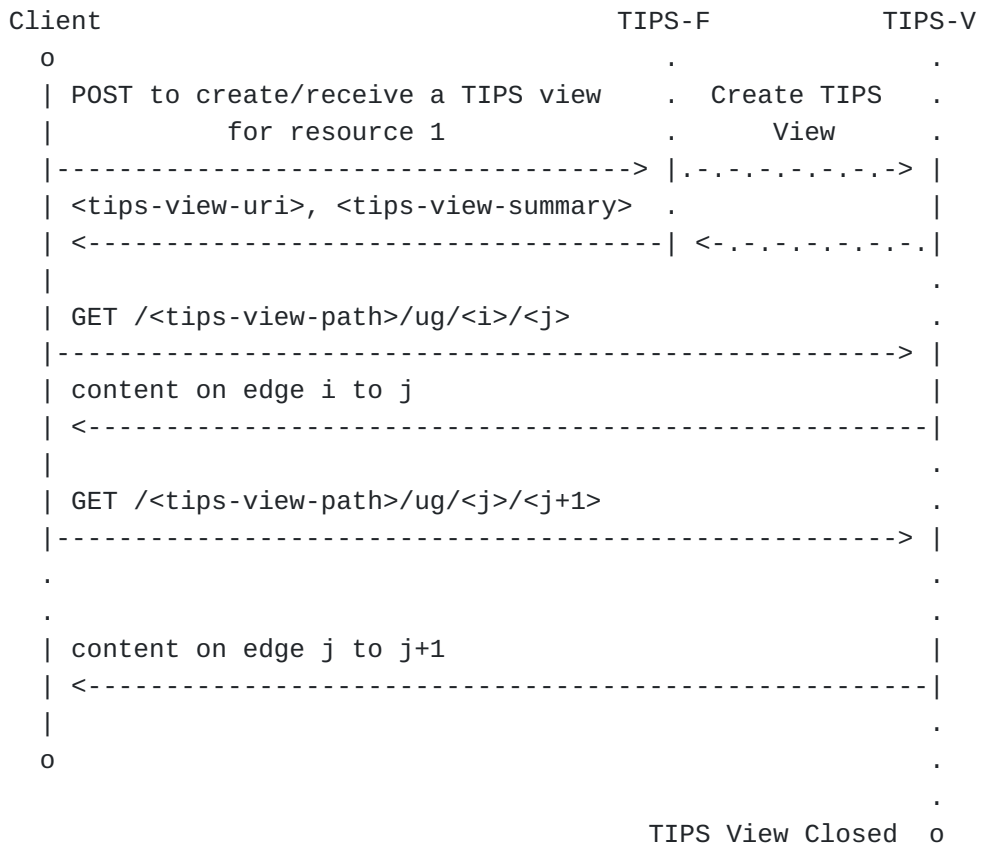 Client                                 TIPS-F           TIPS-V
  o                                       .                .
  | POST to create/receive a TIPS view    .  Create TIPS   .
  |           for resource 1              .      View      .
  |-------------------------------------> |.-.-.-.-.-.-.-> |
  | <tips-view-uri>, <tips-view-summary>  .                |
  | <-------------------------------------| <-.-.-.-.-.-.-.|
  |                                                        .
  | GET /<tips-view-path>/ug/<i>/<j>                       .
  |------------------------------------------------------> |
  | content on edge i to j                                 |
  | <------------------------------------------------------|
  |                                                        .
  | GET /<tips-view-path>/ug/<j>/<j+1>                     .
  |------------------------------------------------------> |
  .                                                        .
  .                                                        .
  | content on edge j to j+1                               |
  | <------------------------------------------------------|
  |                                                        .
  o                                                        .
                                                           .
                                         TIPS View Closed  o